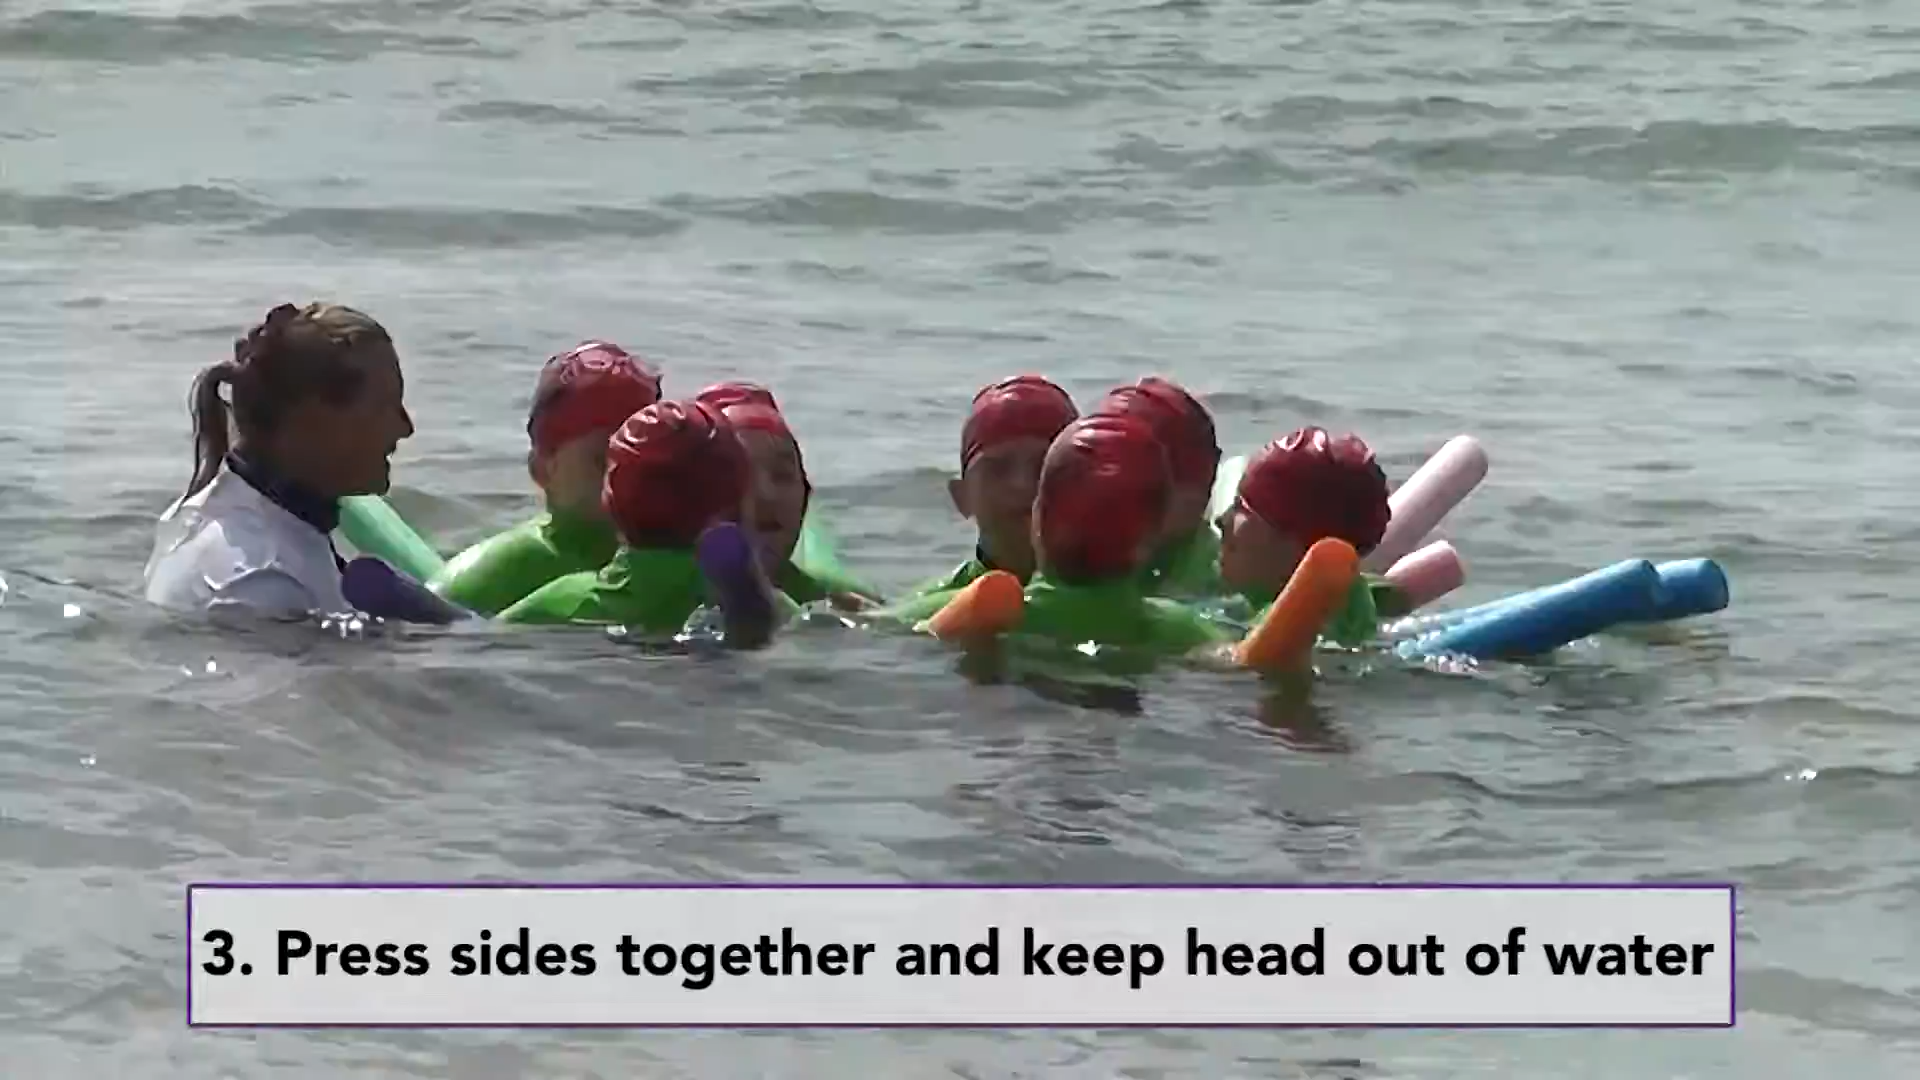 3. Press sides together and keep head out of water